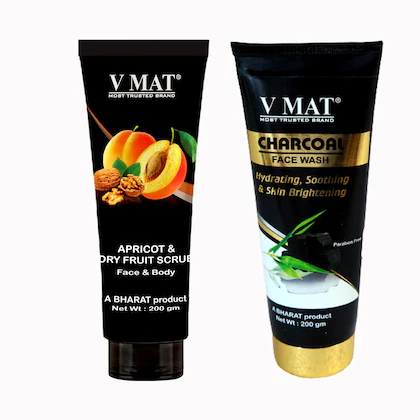 V MAT®
MOST TRUSTED BRAND
APRICOT &
DRY FRUIT SCRUB
Face & Body
A BHARAT product
Net Wt : 200 gm
V MAT®
MOST TRUSTED BRAND
CHARCOAL
FACE WASH
Hydrating, Soothing
& Skin Brightening
Paraben Free
A BHARAT product
Net Wt : 200 gm